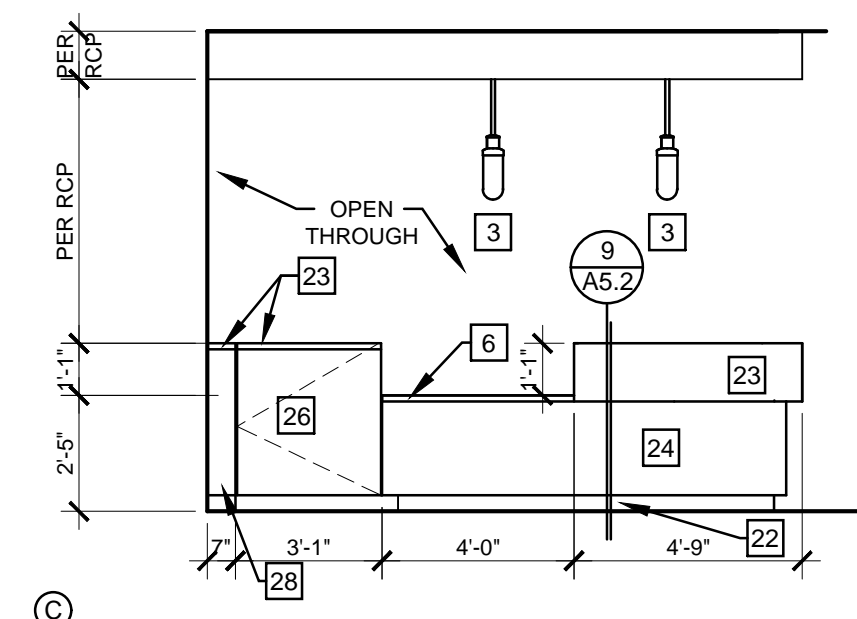 PER
RCP
PER RCP
OPEN
THROUGH
3
3
9
A5.2
23
6
1'-1"
1'-1"
23
26
24
2'-5"
7"
3'-1"
4'-0"
4'-9"
22
28
C